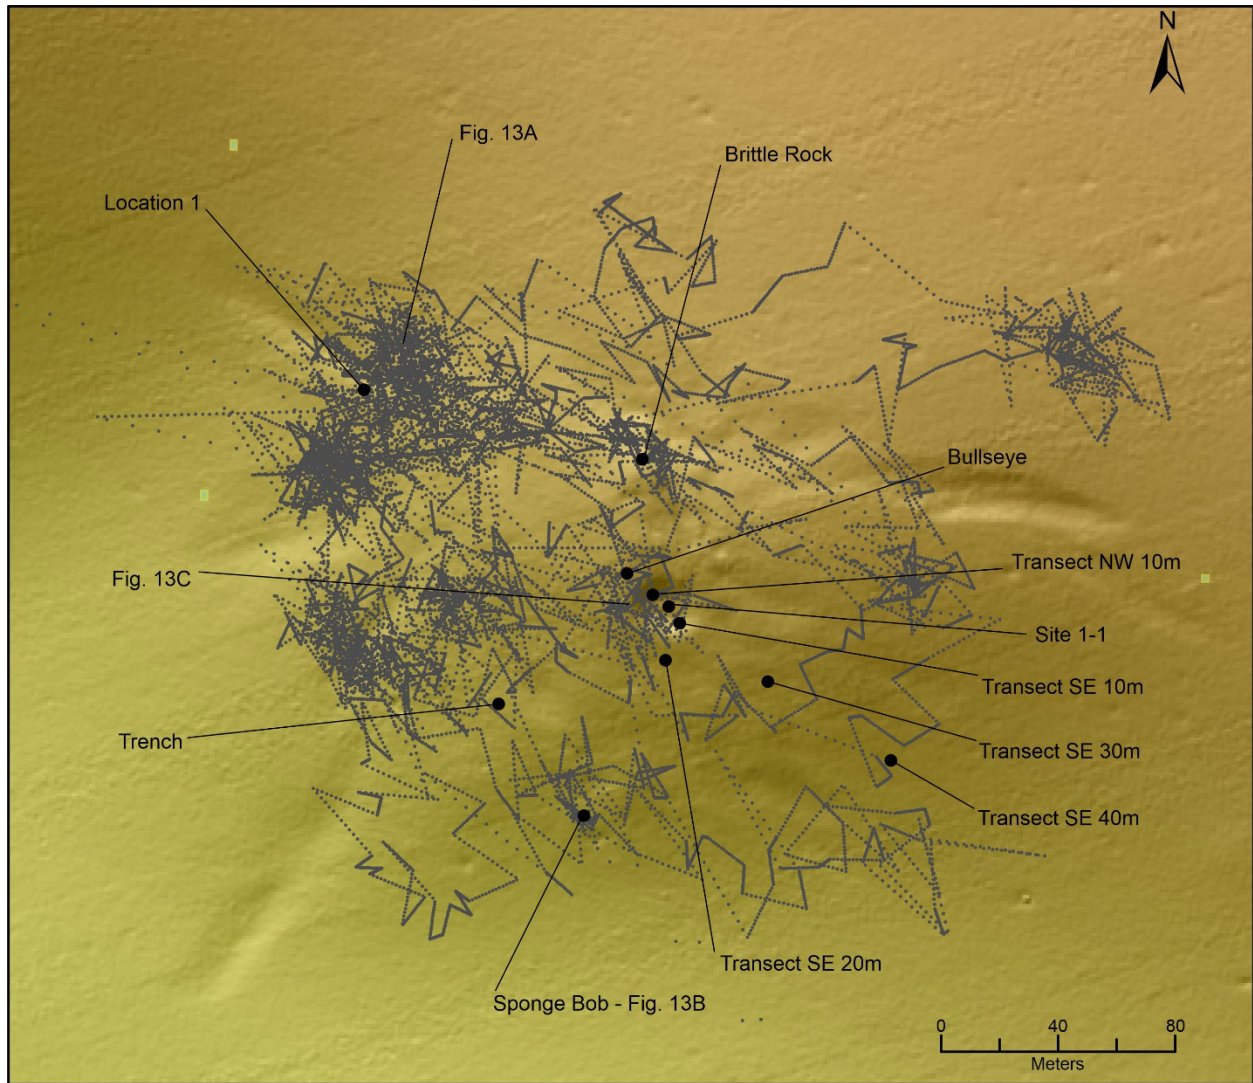 N
Fig. 13A
Brittle Rock
Location 1
Bullseye
Transect NW 10m
Fig. 13C
Site 1-1
Transect SE 10m
Trench
Transect SE 30m
Transect SE 40m
Transect SE 20m
Sponge Bob - Fig. 13B
0 40 80
Meters